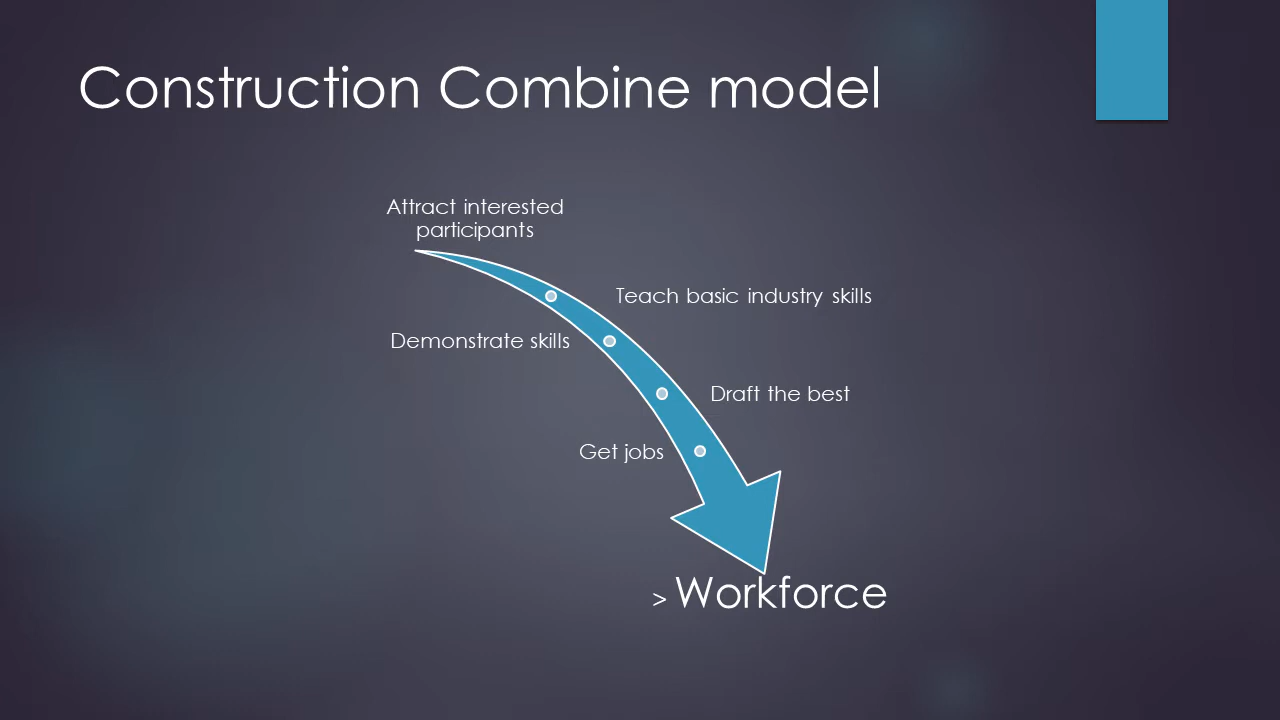 Construction Combine model
Attract interested
participants
Teach basic industry skills
Demonstrate skills
Draft the best
Get jobs
> Workforce